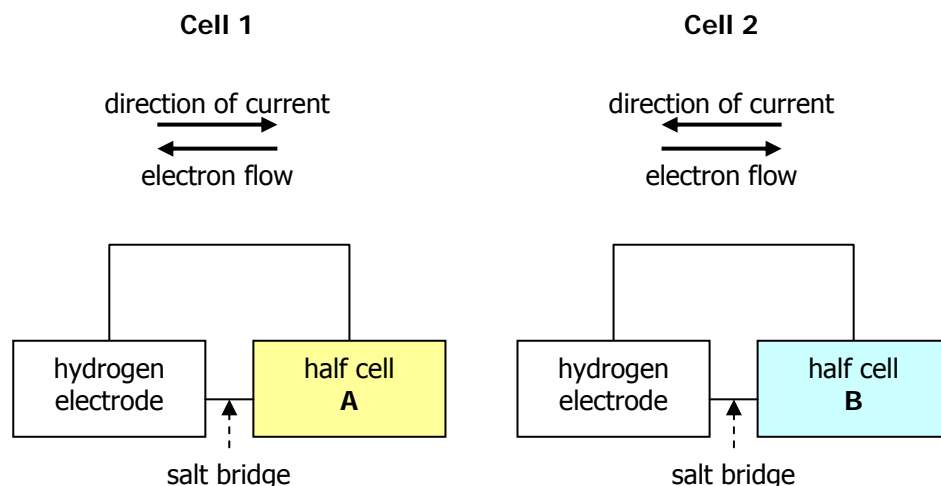 Cell 1
direction of current
electron flow
hydrogen
electrode
half cell
A
salt bridge
Cell 2
direction of current
electron flow
hydrogen
electrode
half cell
B
salt bridge